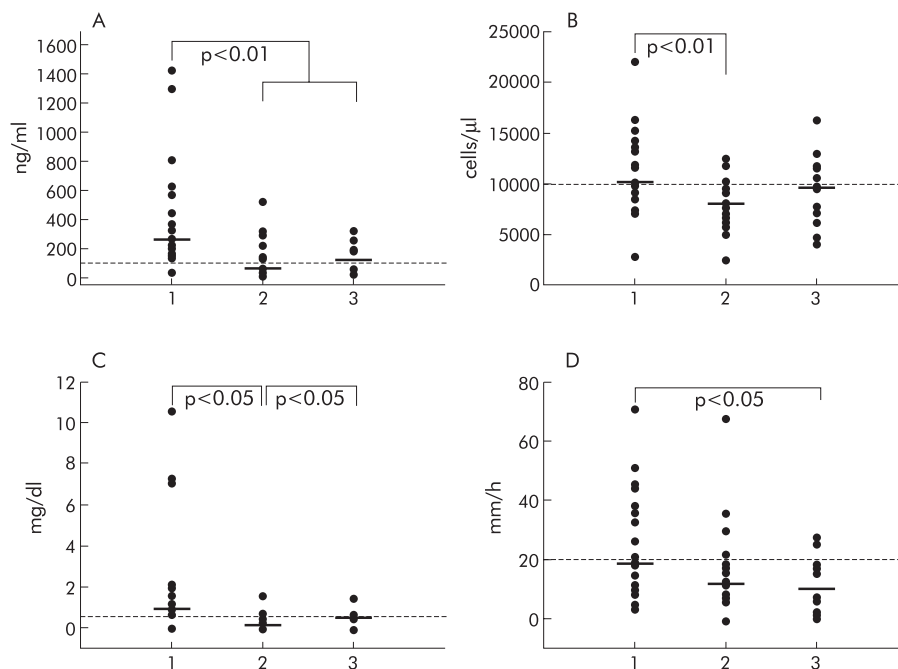 A
1600
1400
1200
1000
800
600
400
200
0
ng/ml
p<0.01
1 2 3
B
25000
20000
15000
10000
5000
0
cells/μl
p<0.01
1 2 3
C
12
10
8
6
4
2
0
mg/dl
p<0.05 p<0.05
1 2 3
D
80
60
40
20
0
mm/h
p<0.05
1 2 3